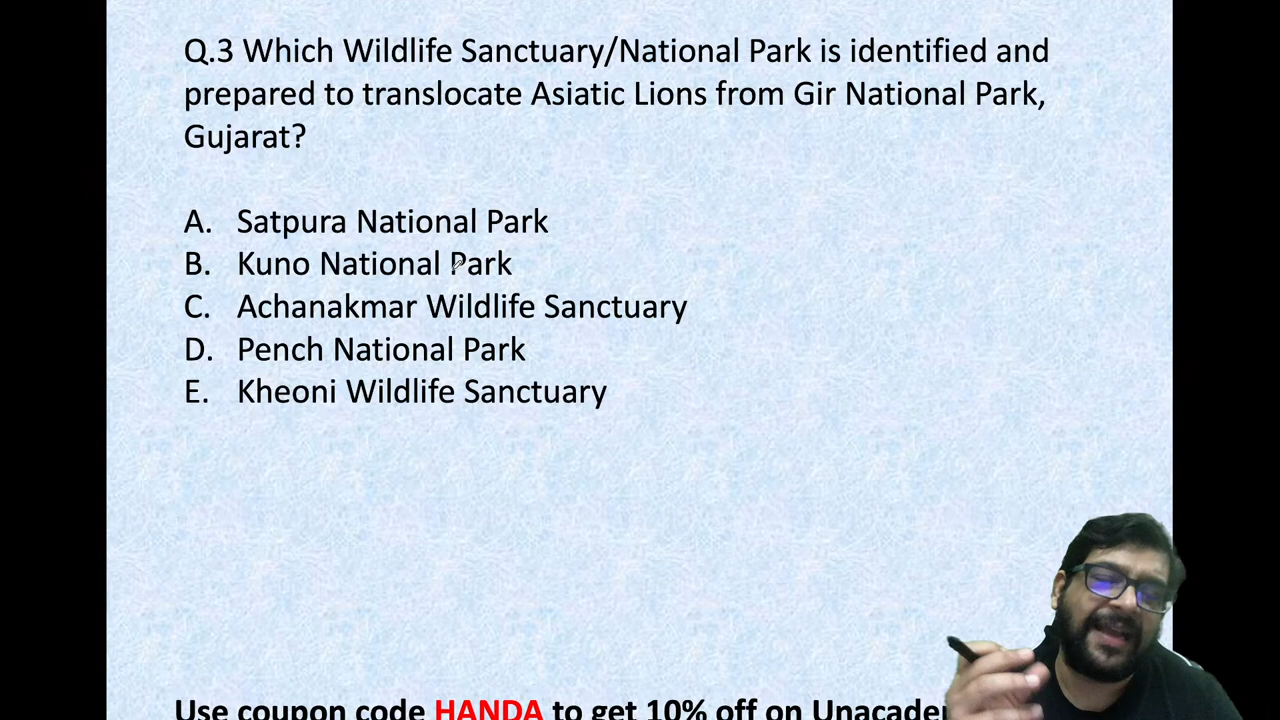 Q.3 Which Wildlife Sanctuary/National Park is identified and
prepared to translocate Asiatic Lions from Gir National Park,
Gujarat?
A. Satpura National Park
B. Kuno National Park
C. Achanakmar Wildlife Sanctuary
D. Pench National Park
E. Kheoni Wildlife Sanctuary
Use coupon code HANDA to get 10% off on